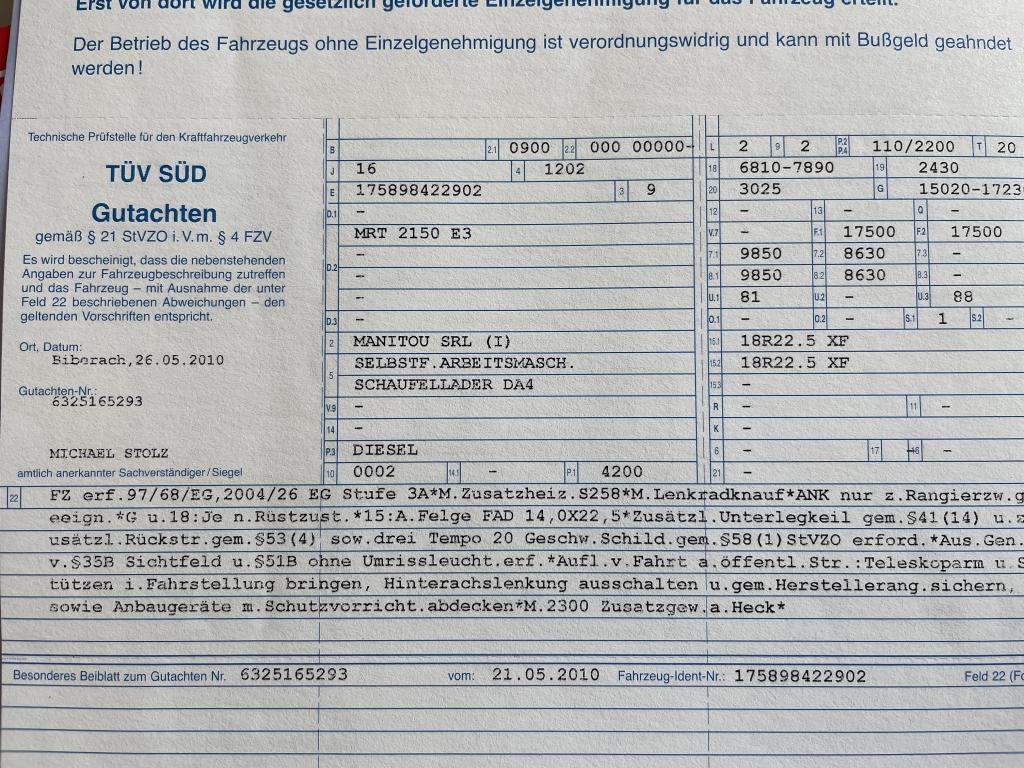 Erst von dort wird die gesetzlich geforderte Einzelgenehmigung für das Fahrzeug erteilt.
Der Betrieb des Fahrzeugs ohne Einzelgenehmigung ist verordnungswidrig und kann mit Bußgeld geahndet
werden!
Technische Prüfstelle für den Kraftfahrzeugverkehr
TÜV SÜD
Gutachten
gemäß § 21 StVZO i. V. m. § 4 FZV
Es wird bescheinigt, dass die nebenstehenden
Angaben zur Fahrzeugbeschreibung zutreffen
und das Fahrzeug – mit Ausnahme der unter
Feld 22 beschriebenen Abweichungen – den
geltenden Vorschriften entspricht.
Ort, Datum:
Biberach,26.05.2010
Gutachten-Nr.:
6325165293
MICHAEL STOLZ
amtlich anerkannter Sachverständiger/Siegel
B 2.1 0900 2.2 000 00000-
J 16 4 1202
E 175898422902 3 9
D.1 -
MRT 2150 E3
D.2 -
-
-
D.3 -
2 MANITOU SRL (I)
5 SELBSTF.ARBEITSMASCH.
SCHAUFELLADER DA4
V.9 -
14 -
P.3 DIESEL
10 0002 14.1 - P.1 4200
L 2 9 2 P.2 P.4 110/2200 T 20
18 6810-7890 19 2430
20 3025 G 15020-1723
12 - 13 - Q -
V.7 - F.1 17500 F.2 17500
7.1 9850 7.2 8630 7.3 -
8.1 9850 8.2 8630 8.3 -
U.1 81 U.2 - U.3 88
O.1 - O.2 - S.1 1 S.2 -
15.1 18R22.5 XF
15.2 18R22.5 XF
15.3 -
R - 11 -
K -
6 - 17 16 -
21 -
22 FZ erf.97/68/EG,2004/26 EG Stufe 3A*M.Zusatzheiz.S258*M.Lenkradknauf*ANK nur z.Rangierzw.g
eeign.*G u.18:Je n.Rüstzust.*15:A.Felge FAD 14,0X22,5*Zusätzl.Unterlegkeil gem.§41(14) u.z
usätzl.Rückstr.gem.§53(4) sow.drei Tempo 20 Geschw.Schild.gem.§58(1)StVZO erford.*Aus.Gen.
v.§35B Sichtfeld u.§51B ohne Umrissleucht.erf.*Aufl.v.Fahrt a.öffentl.Str.:Teleskoparm u.S
tützen i.Fahrstellung bringen, Hinterachslenkung ausschalten u.gem.Herstellerang.sichern,
sowie Anbaugeräte m.Schutzvorricht.abdecken*M.2300 Zusatzgew.a.Heck*
Besonderes Beiblatt zum Gutachten Nr. 6325165293 vom: 21.05.2010 Fahrzeug-Ident-Nr.: 175898422902 Feld 22 (Fo